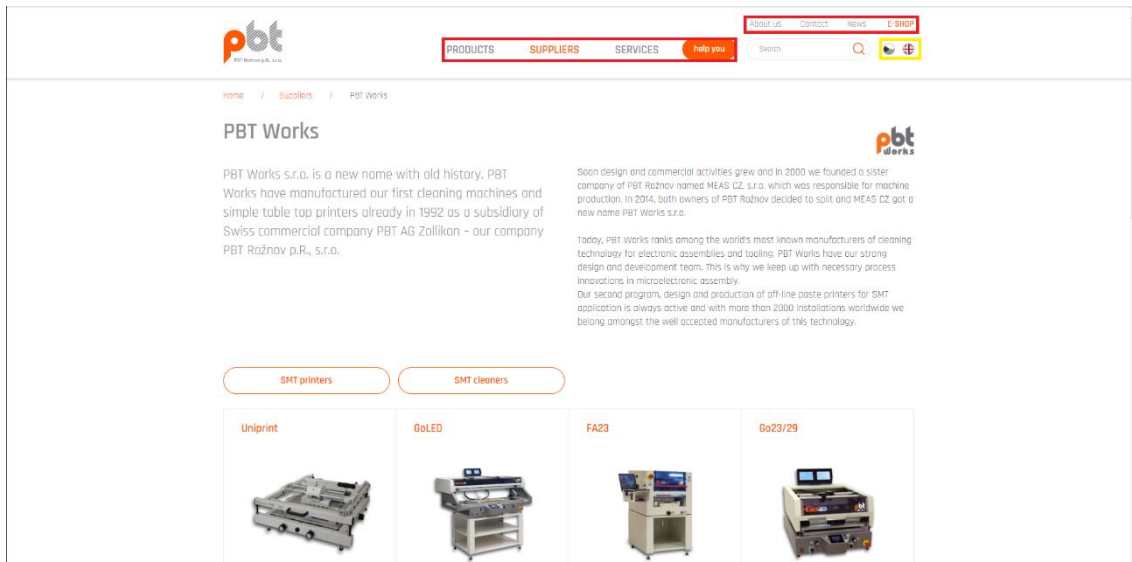 About us Contact News E-SHOP
pbt
PBT Rožnov p.R., s.r.o.
PRODUCTS SUPPLIERS SERVICES help you Search
Home / Suppliers / PBT Works
PBT Works
pbt
works
PBT Works s.r.o. is a new name with old history. PBT
Works have manufactured our first cleaning machines and
simple table top printers already in 1992 as a subsidiary of
Swiss commercial company PBT AG Zollikon – our company
PBT Rožnov p.R., s.r.o.
Soon design and commercial activities grew and in 2000 we founded a sister
company of PBT Rožnov named MEAS CZ, s.r.o. which was responsible for machine
production. In 2014, both owners of PBT Rožnov decided to split and MEAS CZ got a
new name PBT Works s.r.o.
Today, PBT Works ranks among the world's most known manufacturers of cleaning
technology for electronic assemblies and tooling. PBT Works have our strong
design and development team. This is why we keep up with necessary process
innovations in microelectronic assembly.
Our second program, design and production of off-line paste printers for SMT
application is always active and with more than 2000 installations worldwide we
belong amongst the well accepted manufacturers of this technology.
SMT printers SMT cleaners
Uniprint GoLED FA23 Go23/29